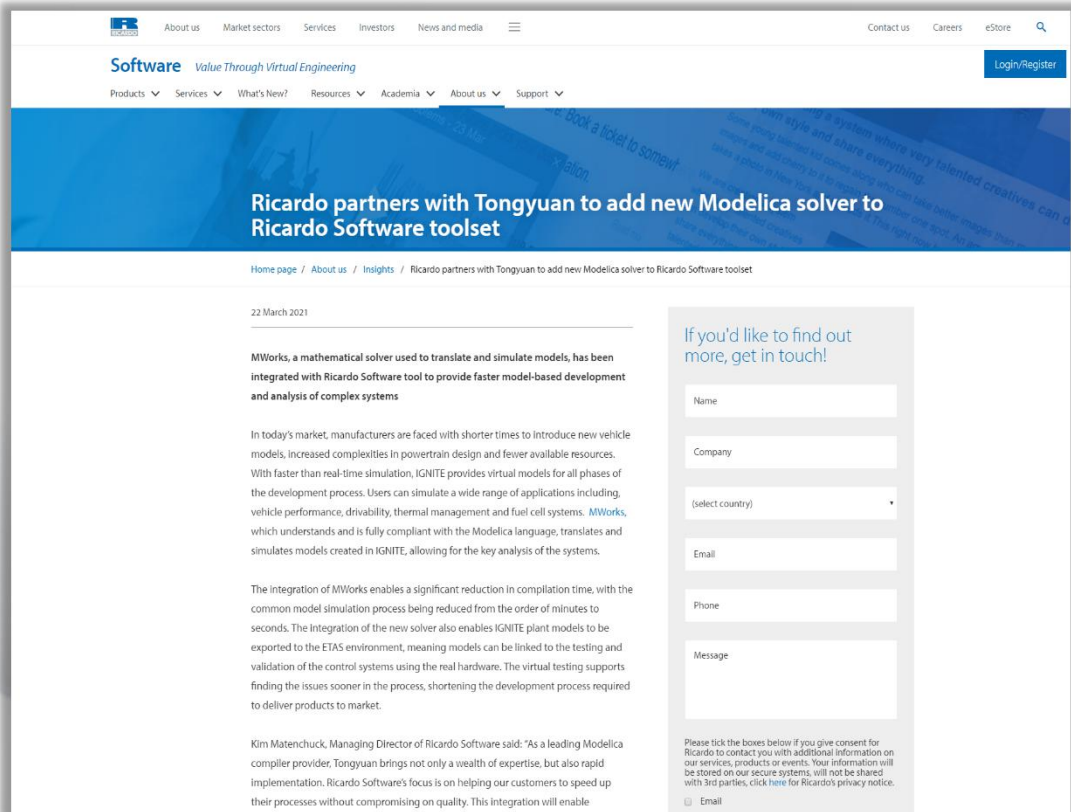 RICARDO
About us Market sectors Services Investors News and media
Contact us Careers eStore
Software Value Through Virtual Engineering
Login/Register
Products Services What's New? Resources Academia About us Support
Ricardo partners with Tongyuan to add new Modelica solver to
Ricardo Software toolset
Home page / About us / Insights / Ricardo partners with Tongyuan to add new Modelica solver to Ricardo Software toolset
22 March 2021
MWorks, a mathematical solver used to translate and simulate models, has been
integrated with Ricardo Software tool to provide faster model-based development
and analysis of complex systems
In today's market, manufacturers are faced with shorter times to introduce new vehicle
models, increased complexities in powertrain design and fewer available resources.
With faster than real-time simulation, IGNITE provides virtual models for all phases of
the development process. Users can simulate a wide range of applications including,
vehicle performance, drivability, thermal management and fuel cell systems. MWorks,
which understands and is fully compliant with the Modelica language, translates and
simulates models created in IGNITE, allowing for the key analysis of the systems.
The integration of MWorks enables a significant reduction in compilation time, with the
common model simulation process being reduced from the order of minutes to
seconds. The integration of the new solver also enables IGNITE plant models to be
exported to the ETAS environment, meaning models can be linked to the testing and
validation of the control systems using the real hardware. The virtual testing supports
finding the issues sooner in the process, shortening the development process required
to deliver products to market.
Kim Matenchuck, Managing Director of Ricardo Software said: "As a leading Modelica
compiler provider, Tongyuan brings not only a wealth of expertise, but also rapid
implementation. Ricardo Software's focus is on helping our customers to speed up
their processes without compromising on quality. This integration will enable
If you'd like to find out
more, get in touch!
Name
Company
(select country)
Email
Phone
Message
Please tick the boxes below if you give consent for
Ricardo to contact you with additional information on
our services, products or events. Your information will
be stored on our secure systems, will not be shared
with 3rd parties, click here for Ricardo's privacy notice.
Email